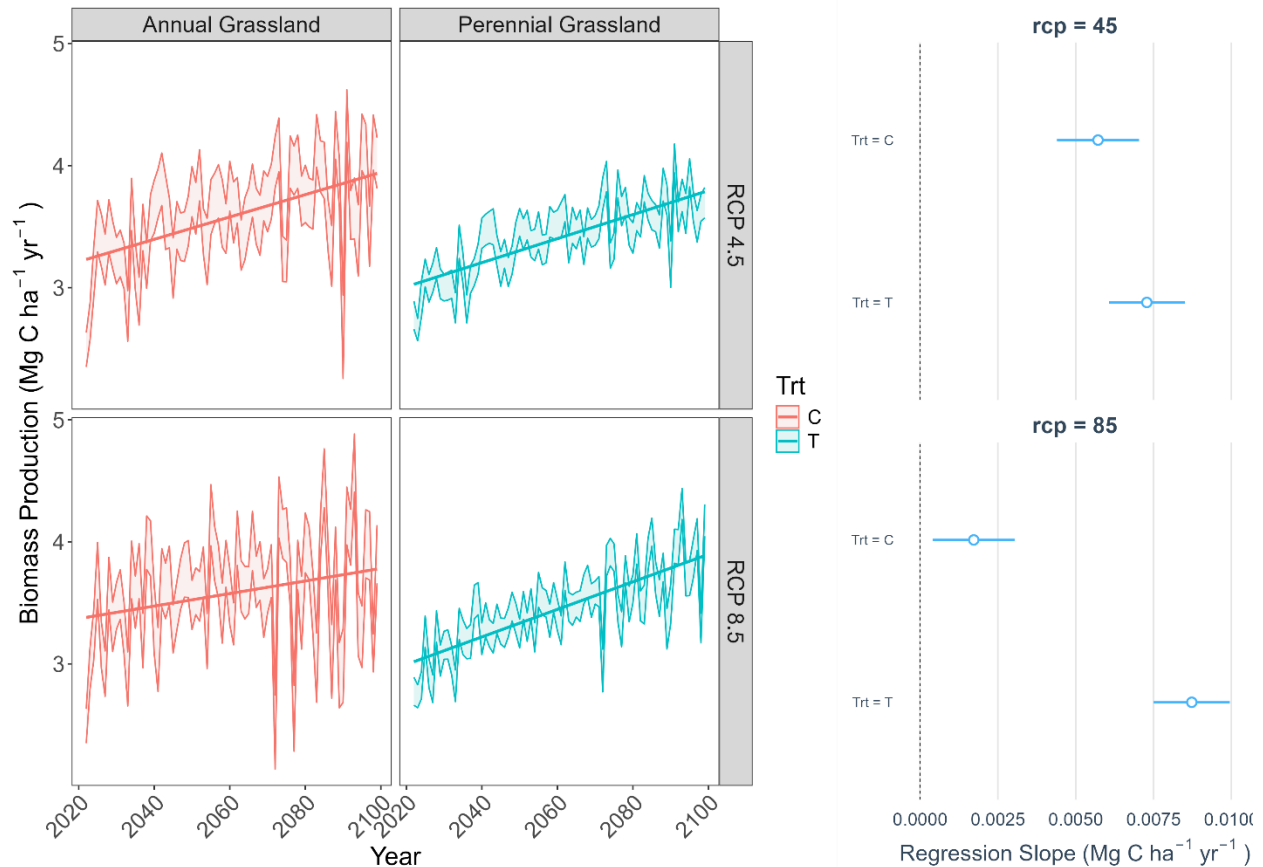 Annual Grassland
Perennial Grassland
5
4
3
RCP 4.5
5
4
3
RCP 8.5
Biomass Production (Mg C ha⁻¹ yr⁻¹ )
2020
2040
2060
2080
2100
2020
2040
2060
2080
2100
Year
Trt
C
T
rcp = 45
Trt = C
Trt = T
rcp = 85
Trt = C
Trt = T
0.0000
0.0025
0.0050
0.0075
0.0100
Regression Slope (Mg C ha⁻¹ yr⁻¹ )